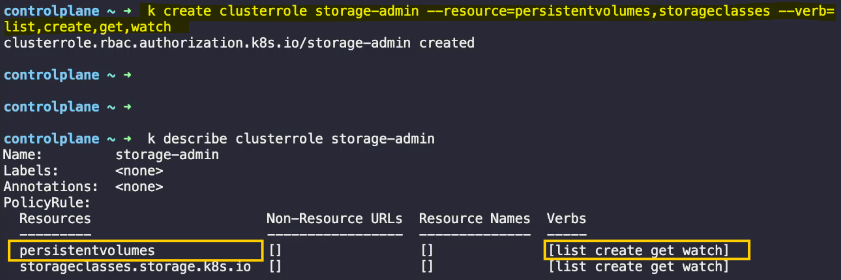 controlplane ~ ➜ k create clusterrole storage-admin --resource=persistentvolumes,storageclasses --verb=
list,create,get,watch
clusterrole.rbac.authorization.k8s.io/storage-admin created
controlplane ~ ➜
controlplane ~ ➜
controlplane ~ ➜ k describe clusterrole storage-admin
Name:         storage-admin
Labels:       <none>
Annotations:  <none>
PolicyRule:
  Resources                      Non-Resource URLs  Resource Names  Verbs
  ---------                      -----------------  --------------  -----
  persistentvolumes              []                 []              [list create get watch]
  storageclasses.storage.k8s.io  []                 []              [list create get watch]